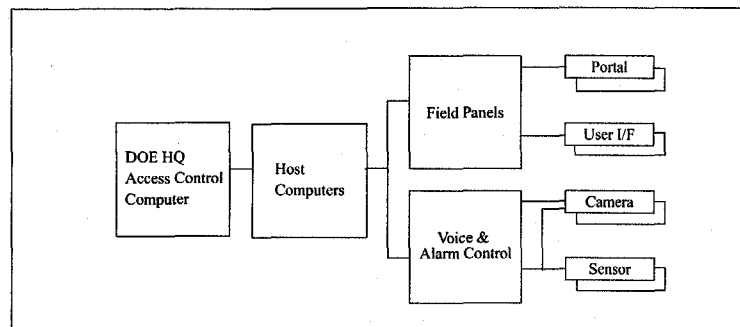 DOE HQ
Access Control
Computer
Host
Computers
Field Panels
Voice &
Alarm Control
Portal
User I/F
Camera
Sensor